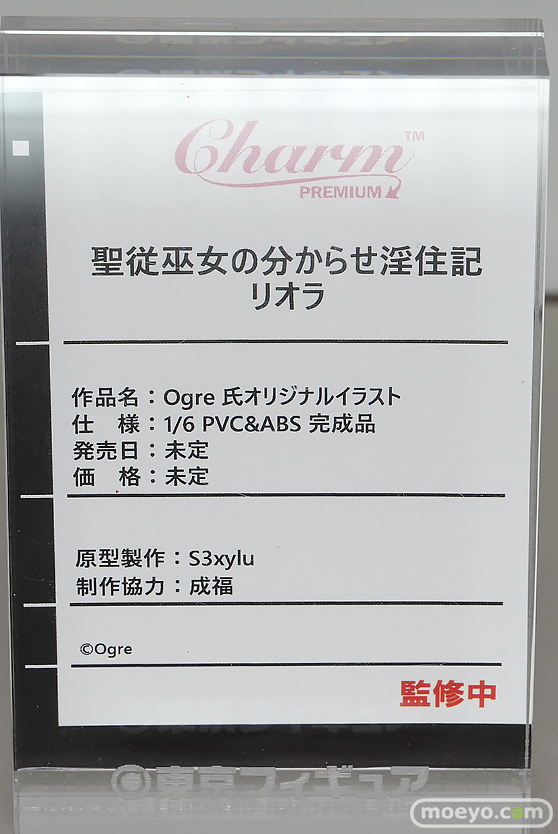 Charm™
PREMIUM
聖従巫女の分からせ淫住記
リオラ
作品名：Ogre 氏オリジナルイラスト
仕　様：1/6 PVC&ABS 完成品
発売日：未定
価　格：未定
原型製作：S3xylu
制作協力：成福
©Ogre
監修中
東京フィギュア
moeyo.com